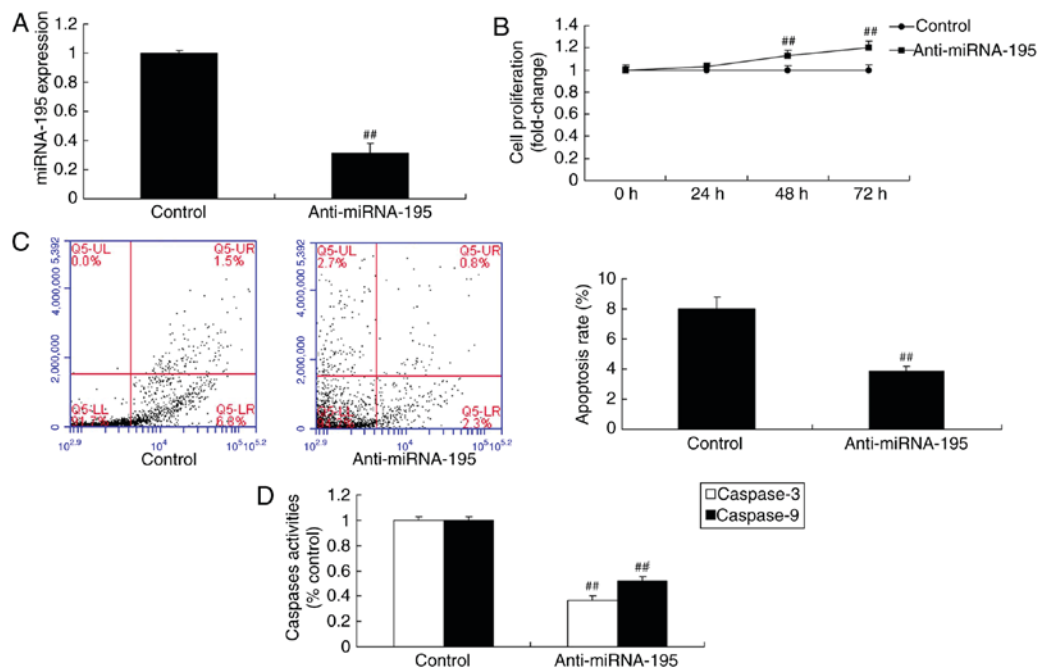 A
miRNA-195 expression
1.2
1
0.8
0.6
0.4
0.2
0
##
Control
Anti-miRNA-195
B
Cell proliferation
(fold-change)
1.4
1.2
1
0.8
0.6
0.4
0.2
0
##
##
0 h
24 h
48 h
72 h
Control
Anti-miRNA-195
C
5,392
4,000,000
2,000,000
0
Q5-UL
0.0%
Q5-UR
1.5%
Q5-LL
Q5-LR
6.8%
10^2.9
10^4
10^5
10^5.2
Control
5,392
4,000,000
2,000,000
0
Q5-UL
2.7%
Q5-UR
0.8%
Q5-LR
2.3%
10^2.9
10^4
10^5
10^5.2
Anti-miRNA-195
Apoptosis rate (%)
10
8
6
4
2
0
##
Control
Anti-miRNA-195
D
Caspases activities
(% control)
1.2
1
0.8
0.6
0.4
0.2
0
##
##
Control
Anti-miRNA-195
Caspase-3
Caspase-9